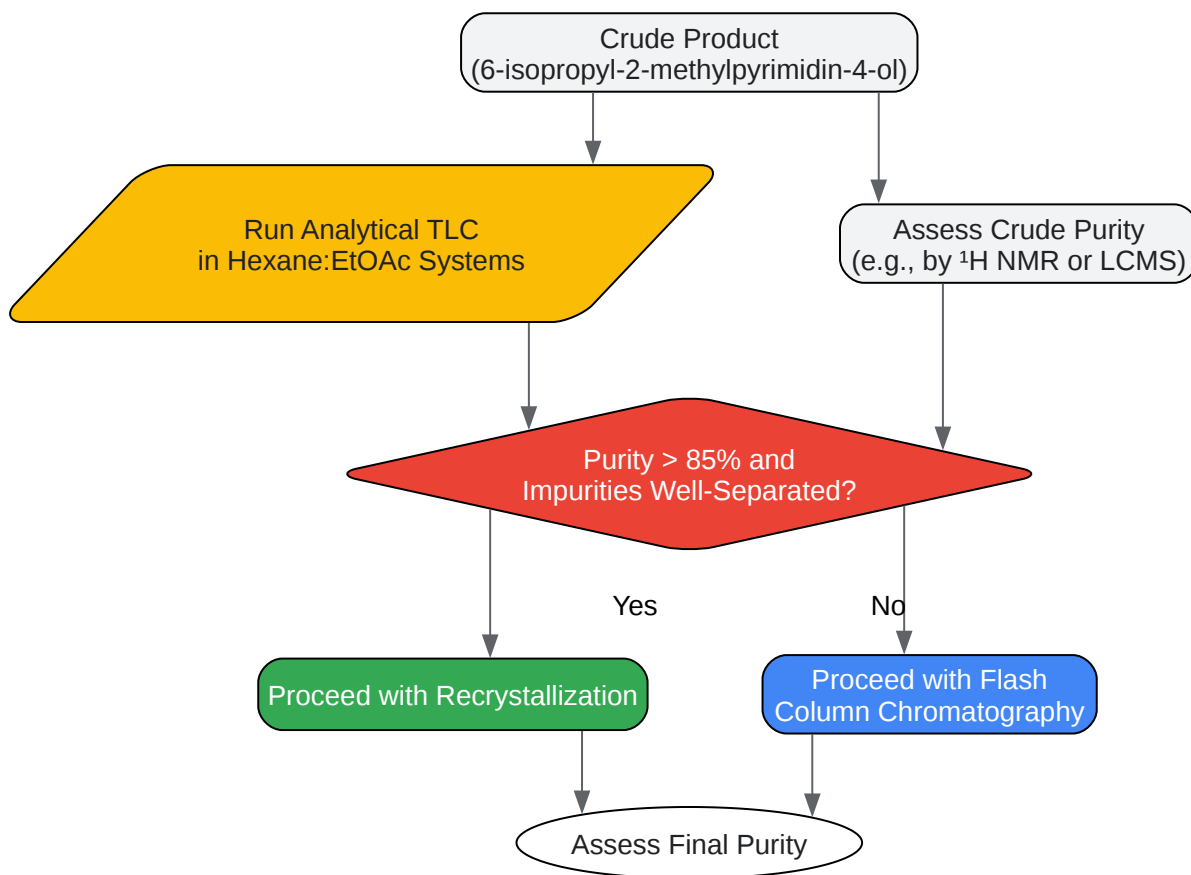 Crude Product
(6-isopropyl-2-methylpyrimidin-4-ol)
Run Analytical TLC
in Hexane:EtOAc Systems
Assess Crude Purity
(e.g., by ¹H NMR or LCMS)
Purity > 85% and
Impurities Well-Separated?
Yes
No
Proceed with Recrystallization
Proceed with Flash
Column Chromatography
Assess Final Purity